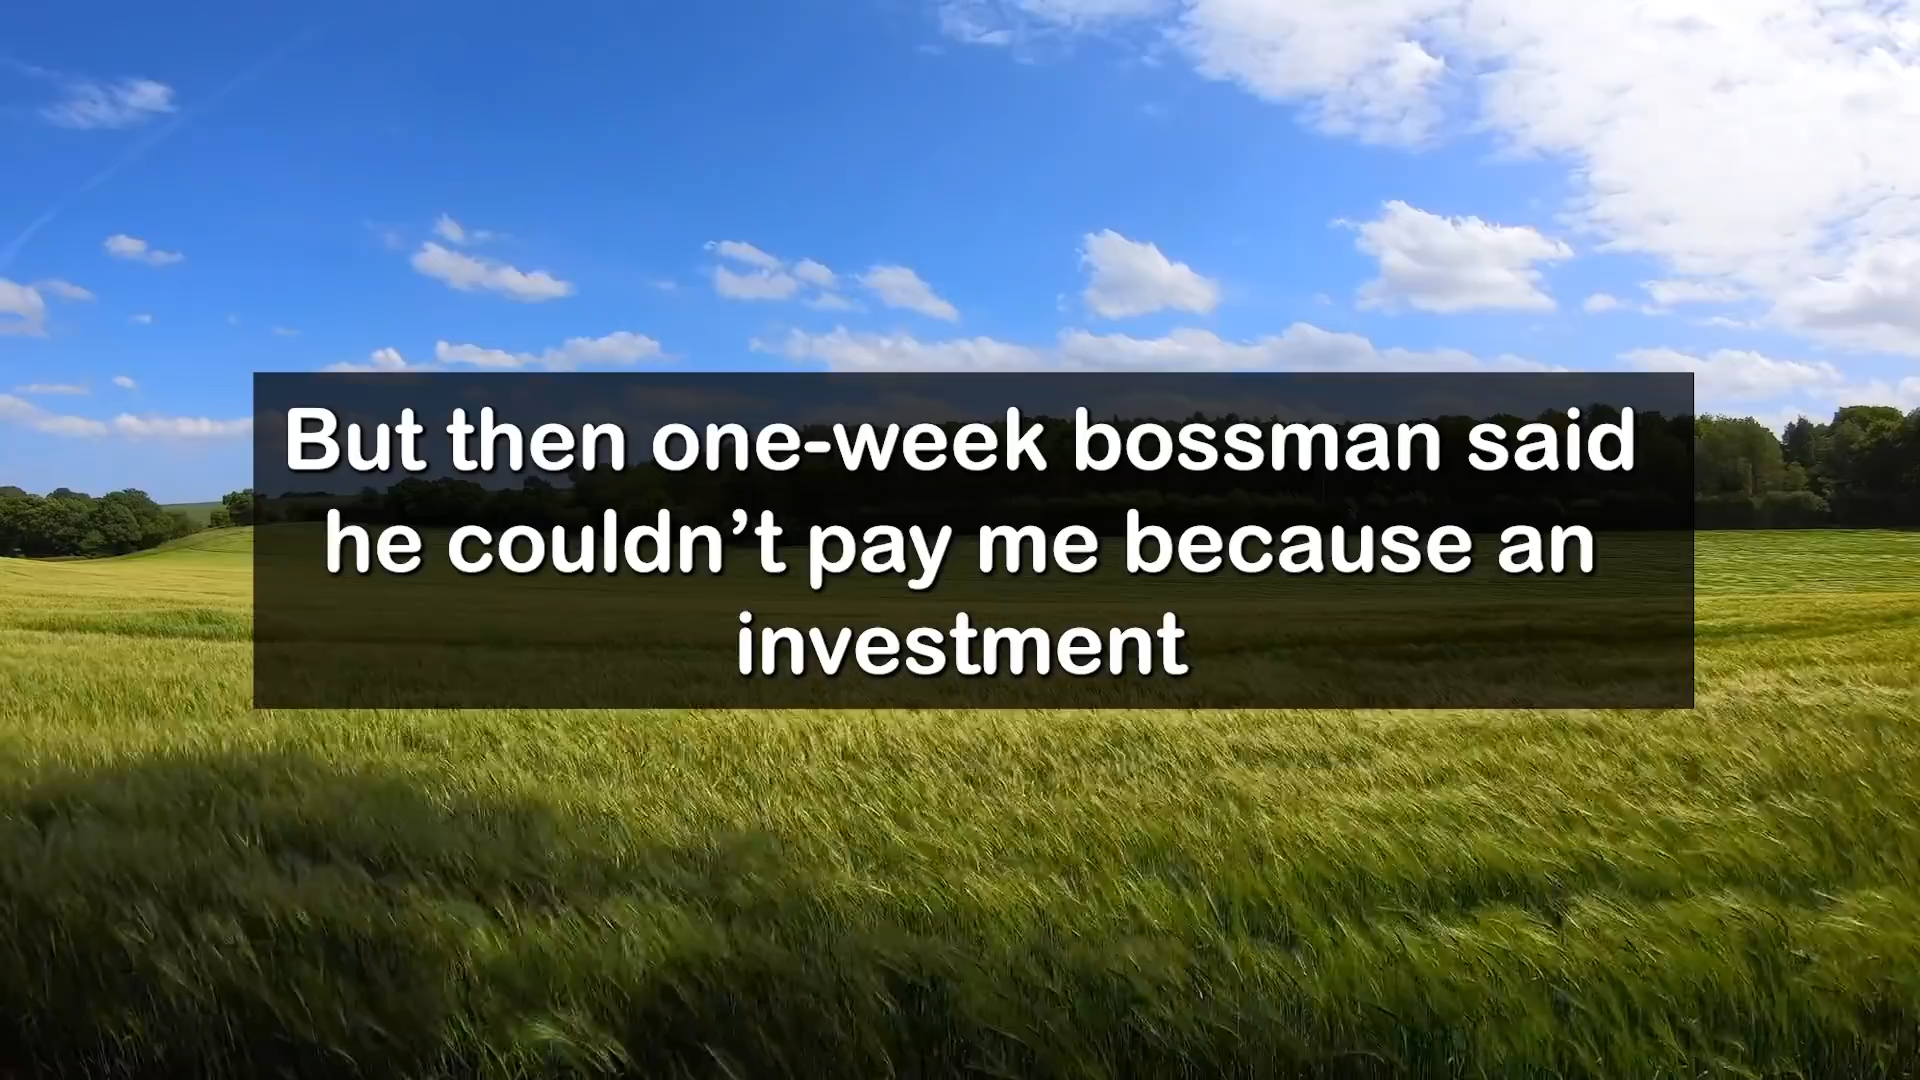 But then one-week bossman said
he couldn’t pay me because an
investment